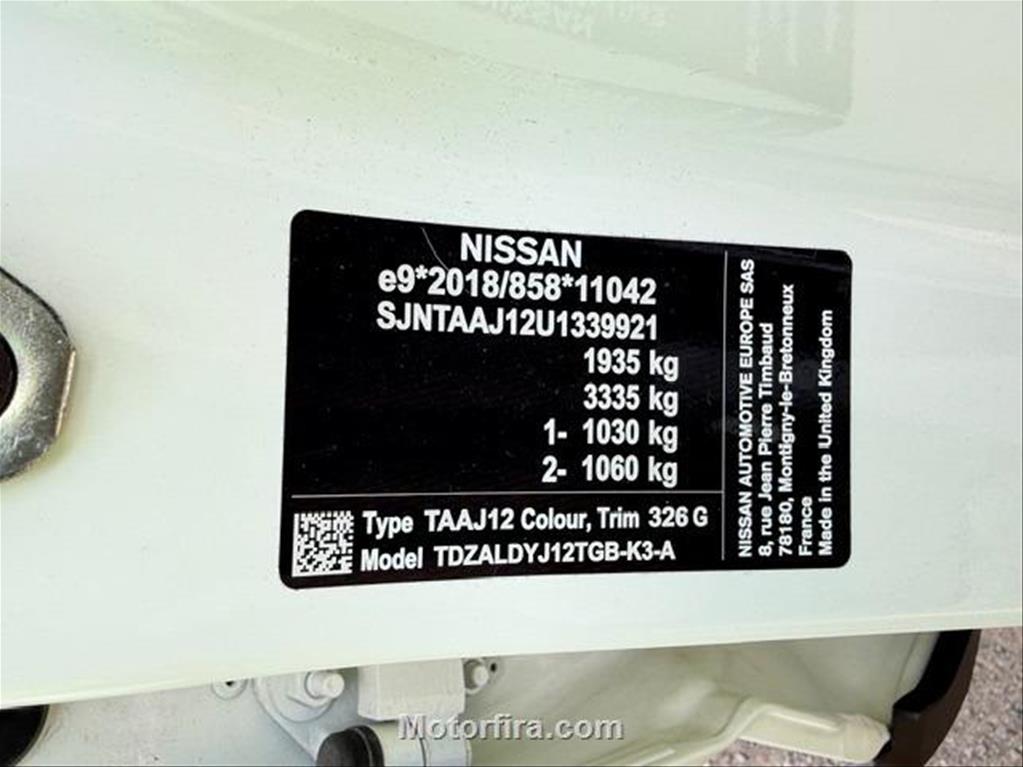 NISSAN
e9*2018/858*11042
SJNTAAJ12U1339921
1935 kg
3335 kg
1- 1030 kg
2- 1060 kg
Type TAAJ12 Colour, Trim 326 G
Model TDZALDYJ12TGB-K3-A
NISSAN AUTOMOTIVE EUROPE SAS
8, rue Jean Pierre Timbaud
78180, Montigny-le-Bretonneux
France
Made in the United Kingdom
Motorfira.com